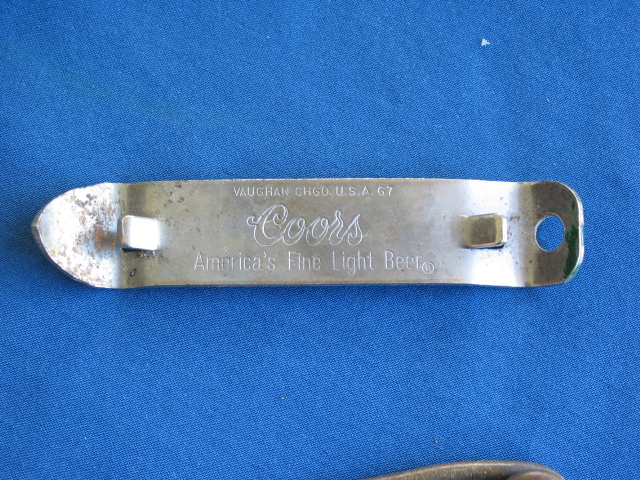 VAUGHAN CHGO. U.S.A. 67
Coors
America's Fine Light Beer®